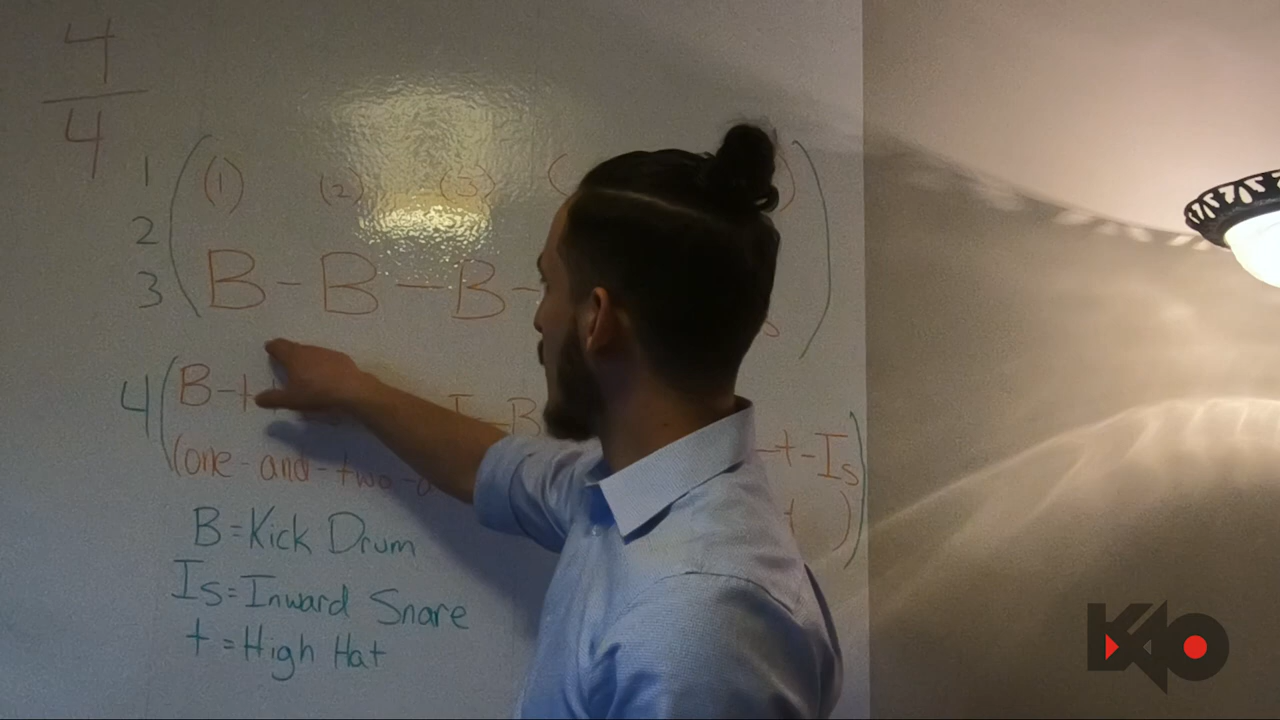 4
4
1 (1) (2) (3) (
2
3 B - B - B -
4 (B - t I - B - t - Is)
(one - and - two - )
B = Kick Drum
Is = Inward Snare
t = High Hat
K40